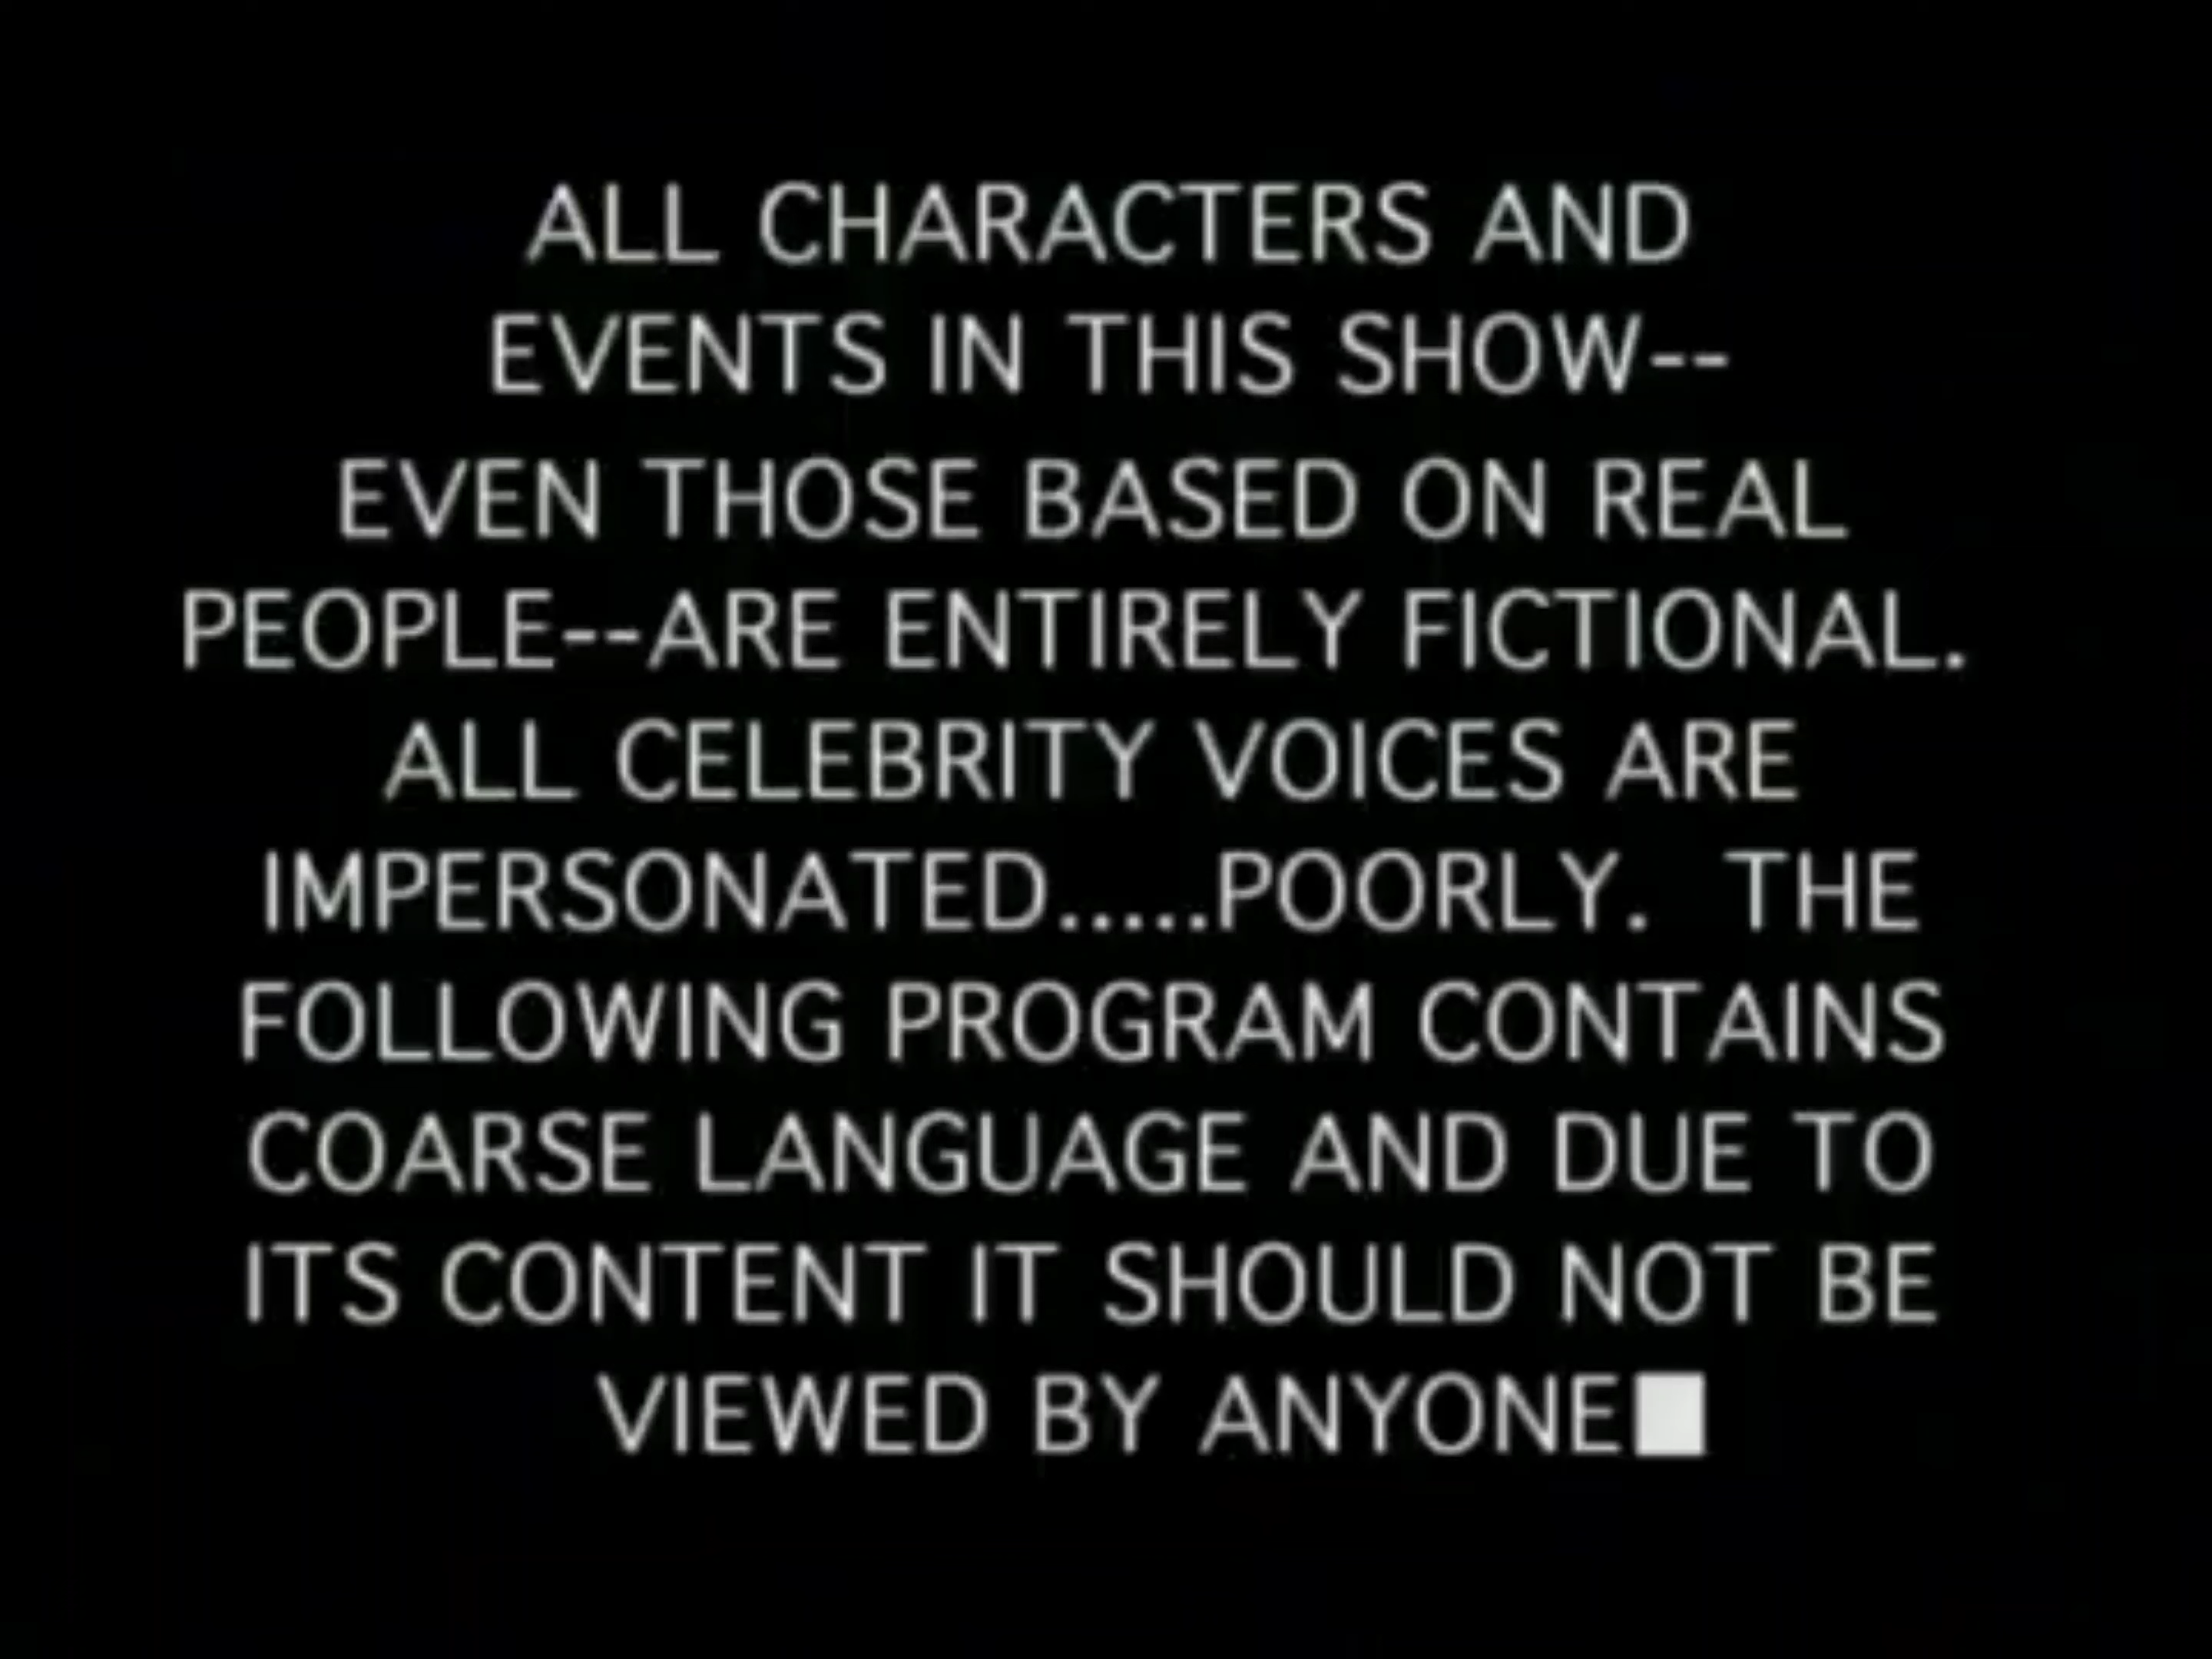 ALL CHARACTERS AND
EVENTS IN THIS SHOW--
EVEN THOSE BASED ON REAL
PEOPLE--ARE ENTIRELY FICTIONAL.
ALL CELEBRITY VOICES ARE
IMPERSONATED.....POORLY.  THE
FOLLOWING PROGRAM CONTAINS
COARSE LANGUAGE AND DUE TO
ITS CONTENT IT SHOULD NOT BE
VIEWED BY ANYONE■